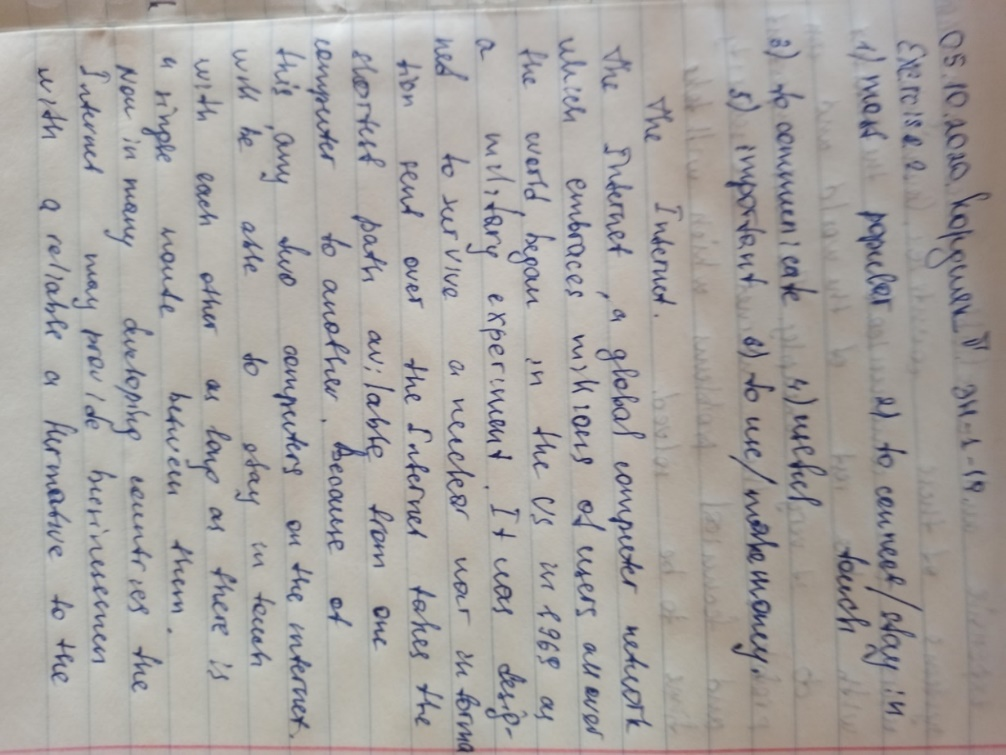 05.10.2020. Корднет Т. ЭН-1-19.
Exercise 2.
1) most popular 2) to connect/stay in
touch
3) to communicate 4) useful
5) important 6) to use/make money.
The Internet.
The Internet, a global computer network
which embraces millions of users all over
the world began in the US in 1969 as
a military experiment. It was desig-
ned to survive a nuclear war informa
tion sent over the Internet takes the
shortest path available from one
computer to another. Because of
this, any two computers on the internet.
will be able to stay in touch
with each other as long as there is
a single route between them.
Now in many developing countries the
Internet may provide businessmen
with a reliable a lurnative to the